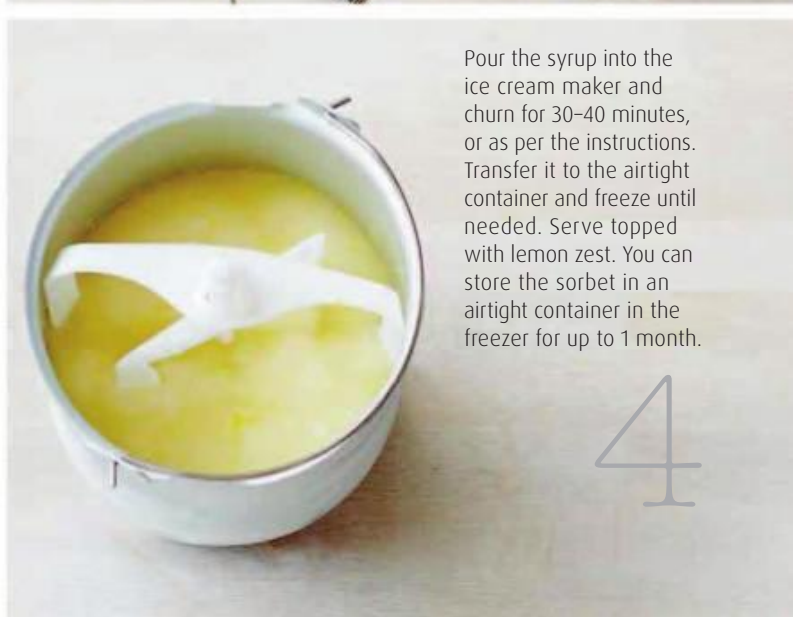 Pour the syrup into the
ice cream maker and
churn for 30–40 minutes,
or as per the instructions.
Transfer it to the airtight
container and freeze until
needed. Serve topped
with lemon zest. You can
store the sorbet in an
airtight container in the
freezer for up to 1 month.
4